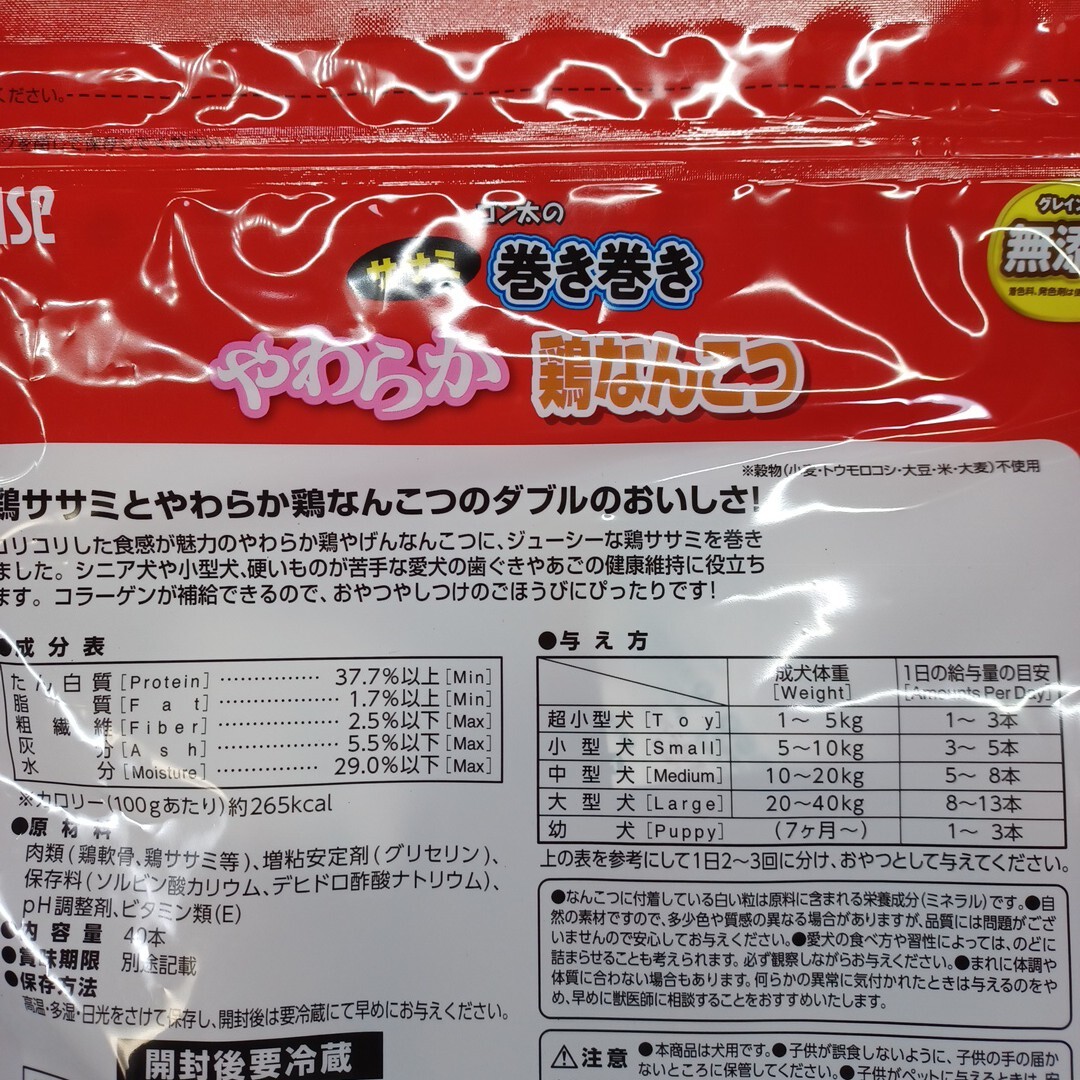 ください。
ゴン太の
ササミ 巻き巻き
やわらか 鶏なんこつ
グレイン
無添
※穀物(小麦・トウモロコシ・大豆・米・大麦)不使用
鶏ササミとやわらか鶏なんこつのダブルのおいしさ!
コリコリした食感が魅力のやわらか鶏やげんなんこつに、ジューシーな鶏ササミを巻き
ました。シニア犬や小型犬、硬いものが苦手な愛犬の歯ぐきやあごの健康維持に役立ち
ます。コラーゲンが補給できるので、おやつやしつけのごほうびにぴったりです!
●成分表
たん白質[Protein] 37.7%以上[Min]
脂質[Fat] 1.7%以上[Min]
粗繊維[Fiber] 2.5%以下[Max]
灰分[Ash] 5.5%以下[Max]
水分[Moisture] 29.0%以下[Max]
※カロリー(100gあたり)約265kcal
●原材料
肉類(鶏軟骨、鶏ササミ等)、増粘安定剤(グリセリン)、
保存料(ソルビン酸カリウム、デヒドロ酢酸ナトリウム)、
pH調整剤、ビタミン類(E)
●内容量 40本
●賞味期限 別途記載
●保存方法
高温・多湿・日光をさけて保存し、開封後は要冷蔵にて早めにお与えください。
開封後要冷蔵
●与え方
成犬体重[Weight] 1日の給与量の目安[Amounts Per Day]
超小型犬[Toy] 1～5kg 1～3本
小型犬[Small] 5～10kg 3～5本
中型犬[Medium] 10～20kg 5～8本
大型犬[Large] 20～40kg 8～13本
幼犬[Puppy] (7ヶ月～) 1～3本
上の表を参考にして1日2～3回に分け、おやつとして与えてください。
●なんこつに付着している白い粒は原料に含まれる栄養成分(ミネラル)です。●自
然の素材ですので、多少色や質感の異なる場合がありますが、品質には問題がござ
いませんので安心してお与えください。●愛犬の食べ方や習性によっては、のどに
詰まらせることも考えられます。必ず観察しながらお与えください。●まれに体調や
体質に合わない場合もあります。何らかの異常に気付かれたときは与えるのをや
め、早めに獣医師に相談することをおすすめいたします。
⚠注意 ●本商品は犬用です。●子供が誤食しないように、子供の手の届か
ないところに保管してください。●子供がペットに与えるときは、安